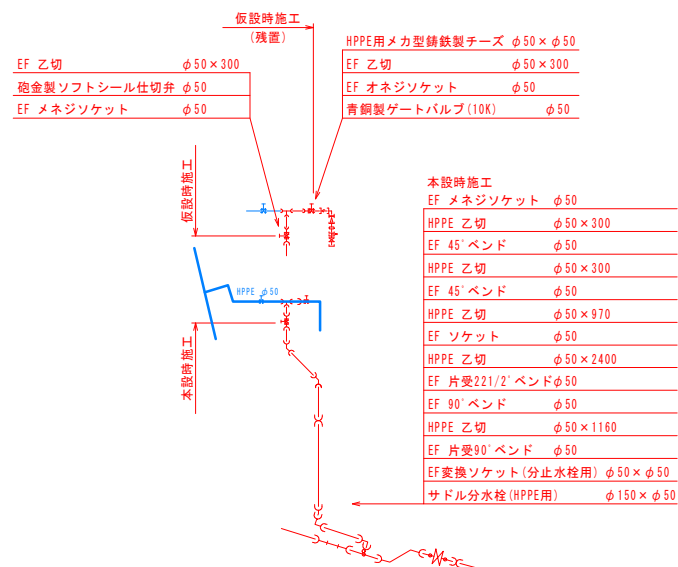 仮設時施工
(残置)
HPPE用メカ型鋳鉄製チーズ φ50×φ50
EF 乙切 φ50×300
EF オネジソケット φ50
青銅製ゲートバルブ(10K) φ50
EF 乙切 φ50×300
砲金製ソフトシール仕切弁 φ50
EF メネジソケット φ50
仮設時施工
HPPE φ50
本設時施工
本設時施工
EF メネジソケット φ50
HPPE 乙切 φ50×300
EF 45°ベンド φ50
HPPE 乙切 φ50×300
EF 45°ベンド φ50
HPPE 乙切 φ50×970
EF ソケット φ50
HPPE 乙切 φ50×2400
EF 片受221/2°ベンドφ50
EF 90°ベンド φ50
HPPE 乙切 φ50×1160
EF 片受90°ベンド φ50
EF変換ソケット(分止水栓用) φ50×φ50
サドル分水栓(HPPE用) φ150×φ50